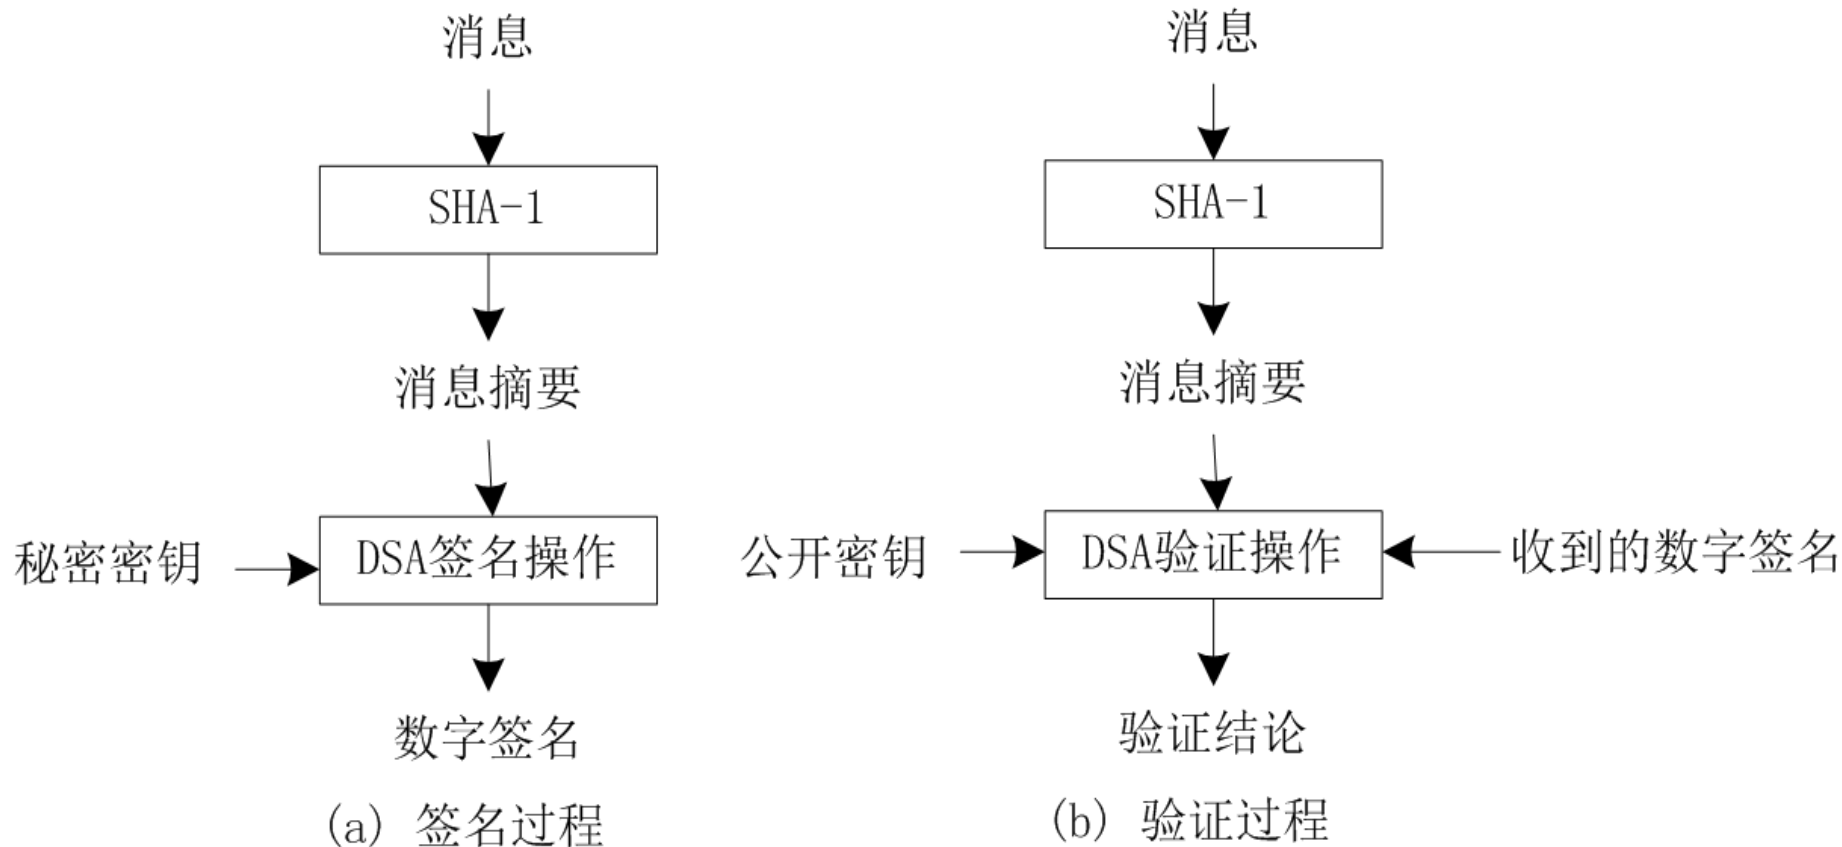 消息
SHA-1
消息摘要
秘密密钥
DSA签名操作
数字签名
(a) 签名过程
消息
SHA-1
消息摘要
公开密钥
DSA验证操作
收到的数字签名
验证结论
(b) 验证过程